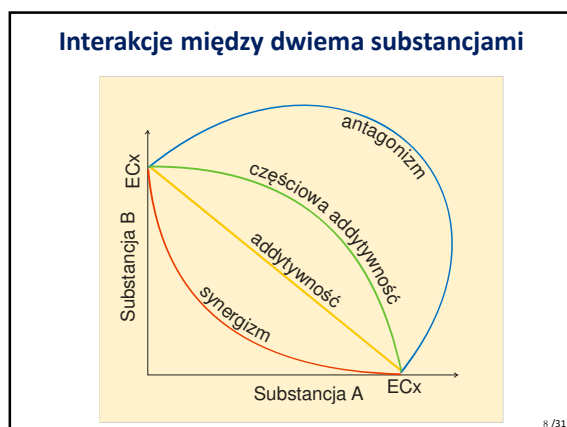 Interakcje między dwiema substancjami
antagonizm
ECx
częściowa addytywność
addytywność
synergizm
Substancja B
Substancja A
ECx
8 /31